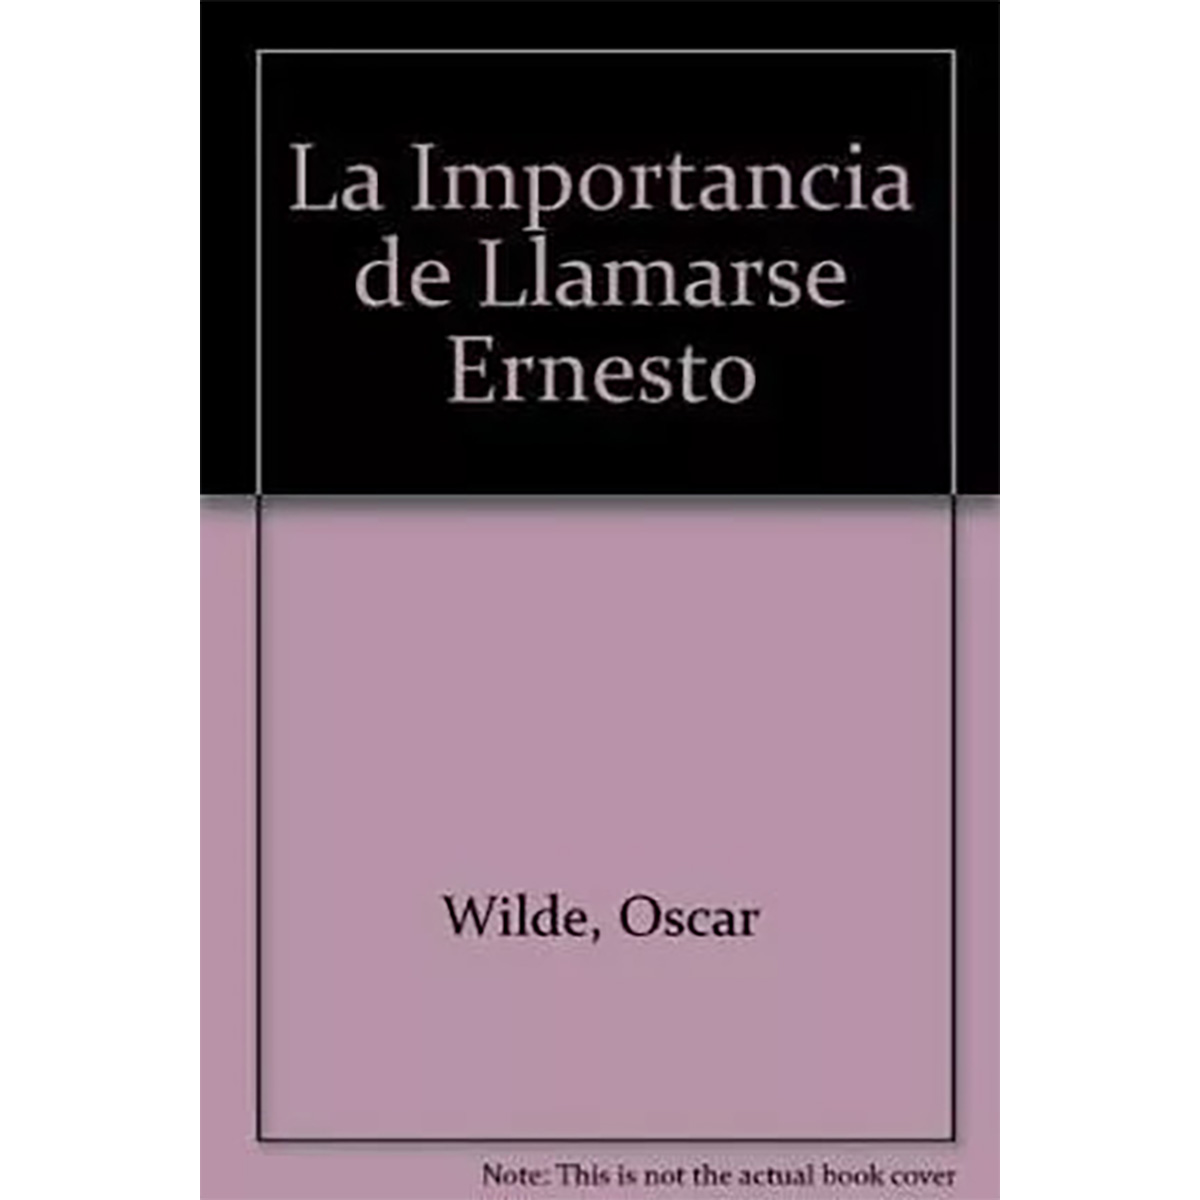 La Importancia
de Llamarse
Ernesto
Wilde, Oscar
Note: This is not the actual book cover